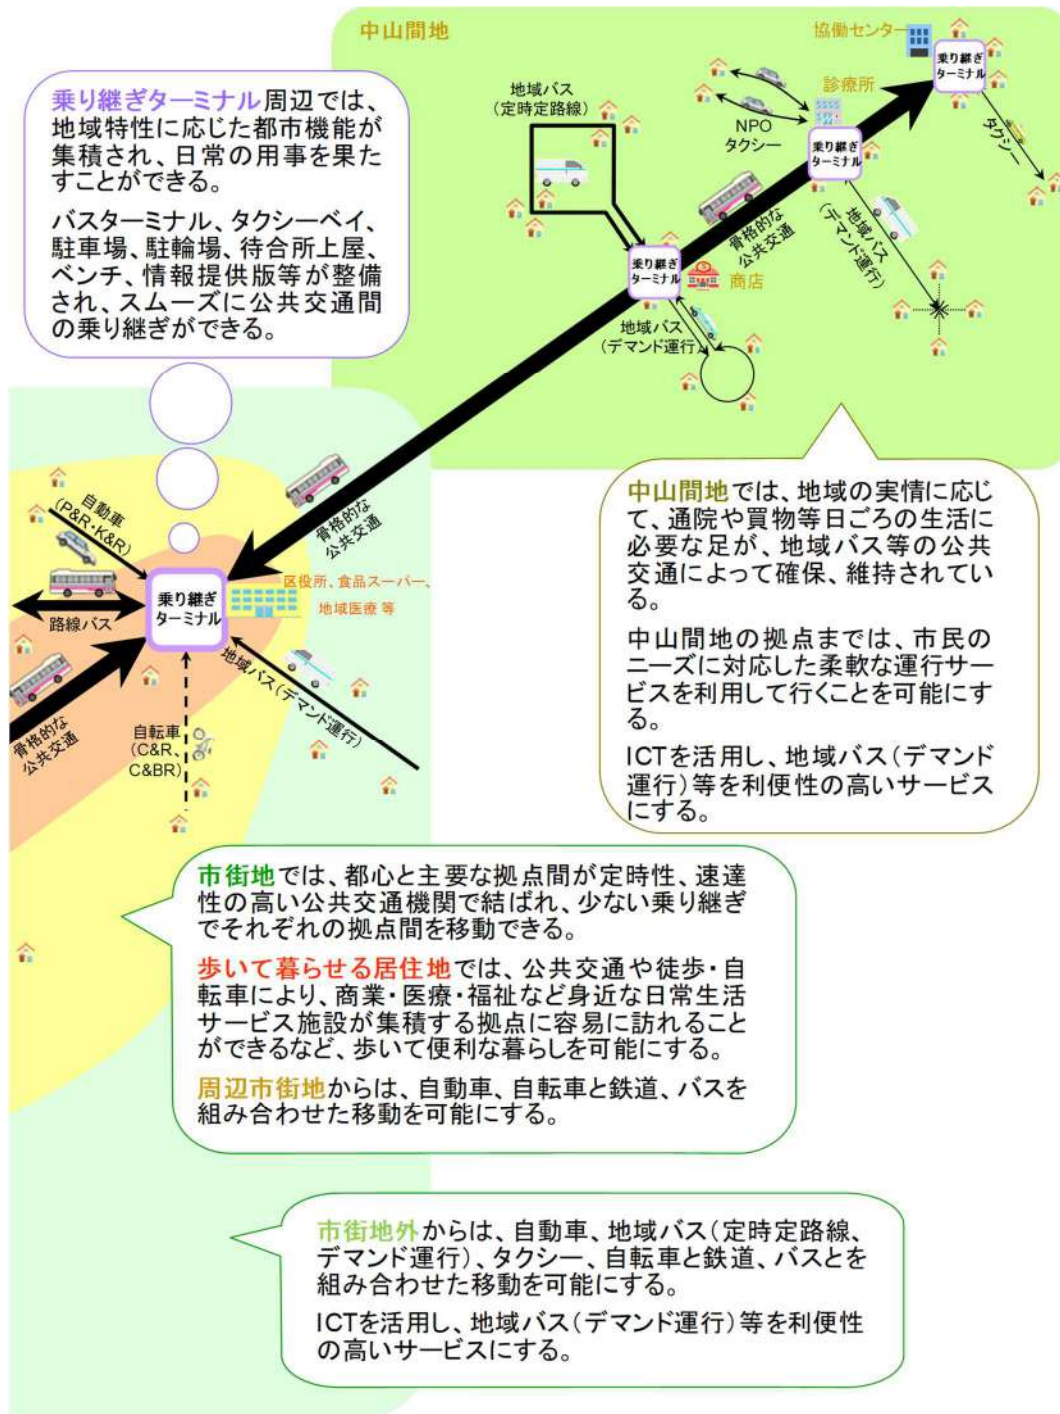 中山間地
協働センター
乗り継ぎ
ターミナル
タクシー
診療所
乗り継ぎ
ターミナル
NPO
タクシー
地域バス
(定時定路線)
骨格的な
公共交通
地域バス
(デマンド運行)
乗り継ぎ
ターミナル
商店
地域バス
(デマンド運行)
乗り継ぎターミナル周辺では、
地域特性に応じた都市機能が
集積され、日常の用事を果た
すことができる。
バスターミナル、タクシーベイ、
駐車場、駐輪場、待合所上屋、
ベンチ、情報提供版等が整備
され、スムーズに公共交通間
の乗り継ぎができる。
骨格的な
公共交通
自動車
(P&R・K&R)
路線バス
乗り継ぎ
ターミナル
区役所、食品スーパー、
地域医療 等
骨格的な
公共交通
自転車
(C&R、
C&BR)
地域バス(デマンド運行)
中山間地では、地域の実情に応じ
て、通院や買物等日ごろの生活に
必要な足が、地域バス等の公共
交通によって確保、維持されてい
る。
中山間地の拠点までは、市民の
ニーズに対応した柔軟な運行サー
ビスを利用して行くことを可能にす
る。
ICTを活用し、地域バス(デマンド
運行)等を利便性の高いサービス
にする。
市街地では、都心と主要な拠点間が定時性、速達
性の高い公共交通機関で結ばれ、少ない乗り継ぎ
でそれぞれの拠点間を移動できる。
歩いて暮らせる居住地では、公共交通や徒歩・自
転車により、商業・医療・福祉など身近な日常生活
サービス施設が集積する拠点に容易に訪れること
ができるなど、歩いて便利な暮らしを可能にする。
周辺市街地からは、自動車、自転車と鉄道、バスを
組み合わせた移動を可能にする。
市街地外からは、自動車、地域バス(定時定路線、
デマンド運行)、タクシー、自転車と鉄道、バスとを
組み合わせた移動を可能にする。
ICTを活用し、地域バス(デマンド運行)等を利便性
の高いサービスにする。